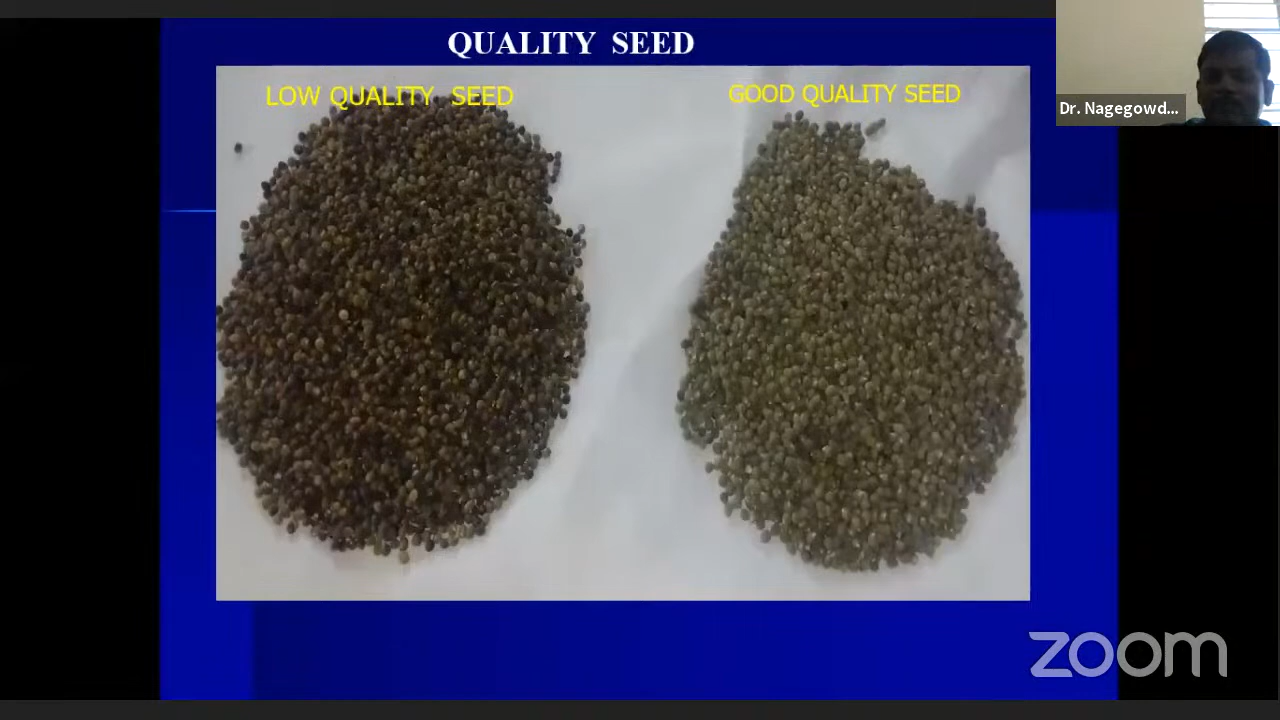 QUALITY SEED
LOW QUALITY SEED
GOOD QUALITY SEED
Dr. Nagegowd...
zoom